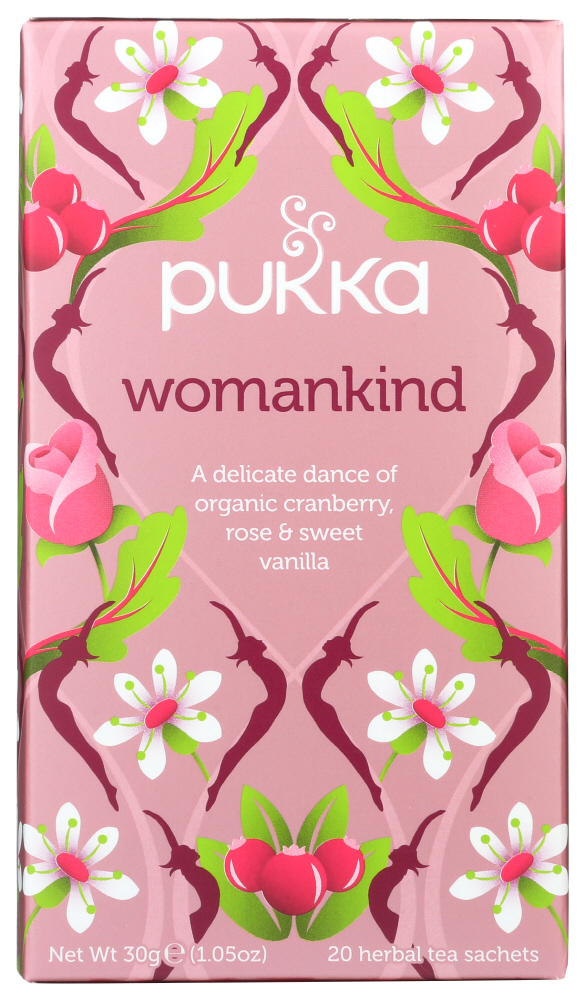 pukka
womankind
A delicate dance of
organic cranberry,
rose & sweet
vanilla
Net Wt 30g ℮ (1.05oz)
20 herbal tea sachets